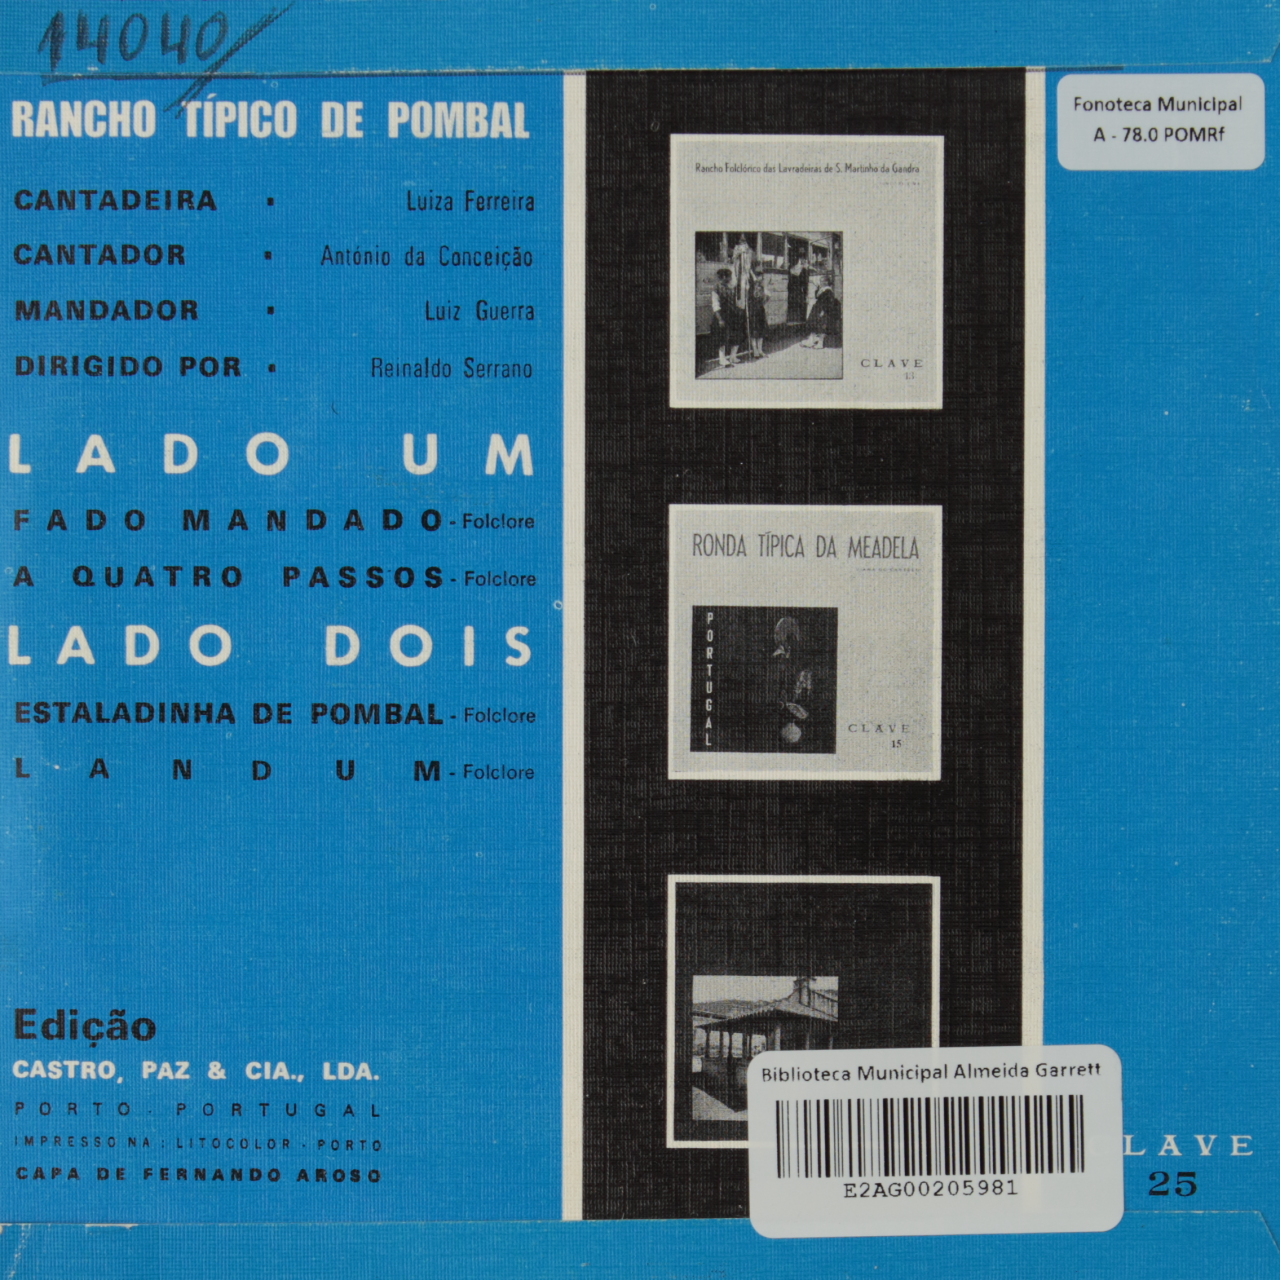 14040
RANCHO TÍPICO DE POMBAL
CANTADEIRA · Luiza Ferreira
CANTADOR · António da Conceição
MANDADOR · Luiz Guerra
DIRIGIDO POR · Reinaldo Serrano
LADO UM
FADO MANDADO - Folclore
A QUATRO PASSOS - Folclore
LADO DOIS
ESTALADINHA DE POMBAL - Folclore
LANDUM - Folclore
Edição
CASTRO, PAZ & CIA., LDA.
PORTO - PORTUGAL
IMPRESSO NA : LITOCOLOR - PORTO
CAPA DE FERNANDO AROSO
Rancho Folclórico das Lavradeiras de S. Martinho da Gandra
CLAVE
13
RONDA TÍPICA DA MEADELA
PORTUGAL
CLAVE
15
Fonoteca Municipal
A - 78.0 POMRf
Biblioteca Municipal Almeida Garrett
E2AG00205981
CLAVE
25